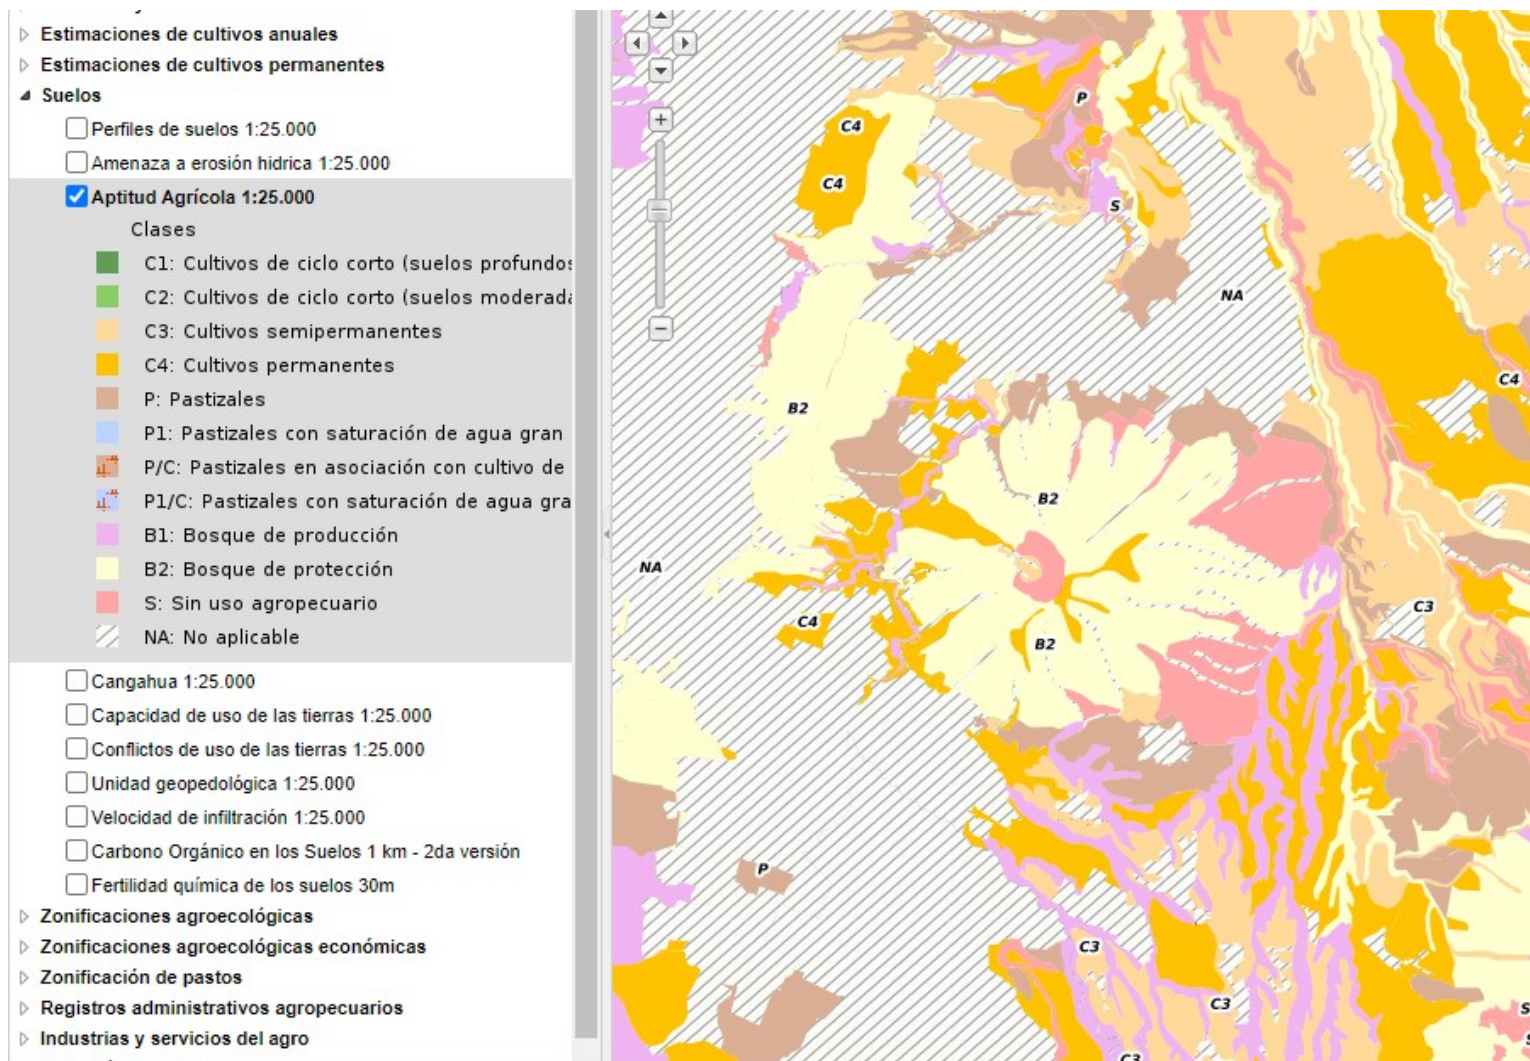 Estimaciones de cultivos anuales
Estimaciones de cultivos permanentes
Suelos
Perfiles de suelos 1:25.000
Amenaza a erosión hidrica 1:25.000
Aptitud Agrícola 1:25.000
Clases
C1: Cultivos de ciclo corto (suelos profundos
C2: Cultivos de ciclo corto (suelos moderada
C3: Cultivos semipermanentes
C4: Cultivos permanentes
P: Pastizales
P1: Pastizales con saturación de agua gran
P/C: Pastizales en asociación con cultivo de
P1/C: Pastizales con saturación de agua gra
B1: Bosque de producción
B2: Bosque de protección
S: Sin uso agropecuario
NA: No aplicable
Cangahua 1:25.000
Capacidad de uso de las tierras 1:25.000
Conflictos de uso de las tierras 1:25.000
Unidad geopedológica 1:25.000
Velocidad de infiltración 1:25.000
Carbono Orgánico en los Suelos 1 km - 2da versión
Fertilidad química de los suelos 30m
Zonificaciones agroecológicas
Zonificaciones agroecológicas económicas
Zonificación de pastos
Registros administrativos agropecuarios
Industrias y servicios del agro
P
C4
C4
S
NA
C4
B2
B2
NA
C3
C4
B2
P
C3
C3
S
C3